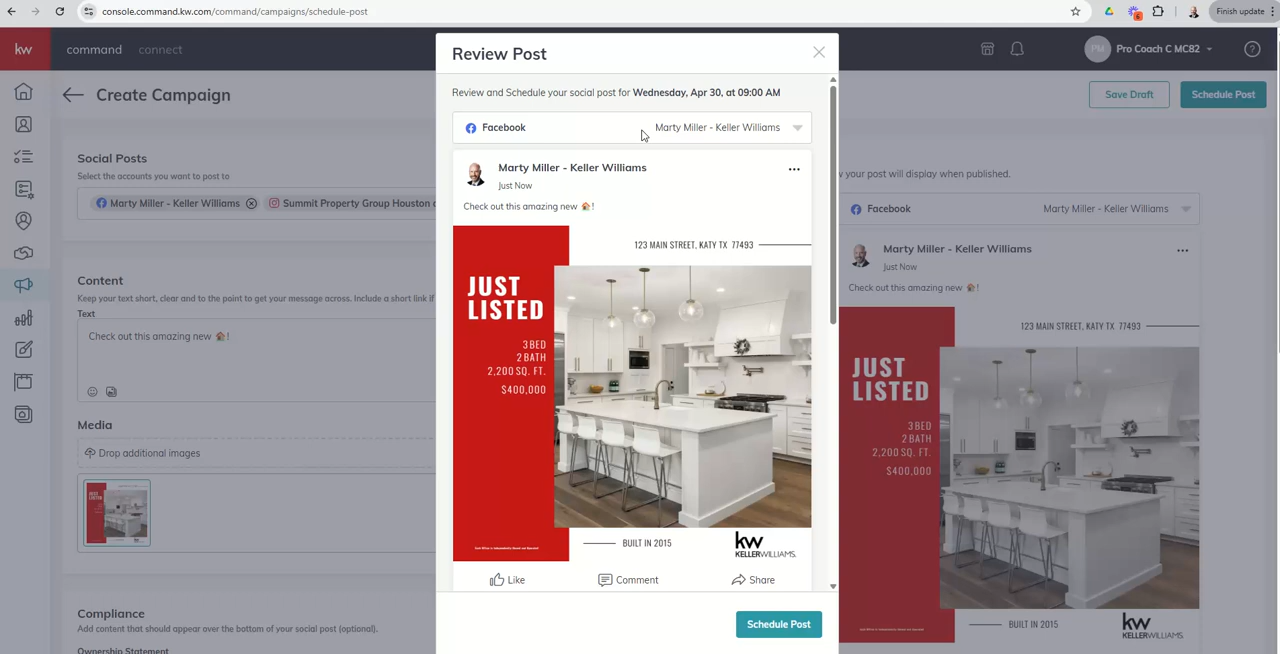 console.command.kw.com/command/campaigns/schedule-post
Finish update
kw
command
connect
PM
Pro Coach C MC82
Create Campaign
Save Draft
Schedule Post
Social Posts
Select the accounts you want to post to
Marty Miller - Keller Williams
Summit Property Group Houston
Content
Keep your text short, clear and to the point to get your message across. Include a short link if
Text
Check out this amazing new 🏠!
Media
Drop additional images
Compliance
Add content that should appear over the bottom of your social post (optional).
Ownership Statement
Review Post
Review and Schedule your social post for Wednesday, Apr 30, at 09:00 AM
Facebook
Marty Miller - Keller Williams
Marty Miller - Keller Williams
Just Now
Check out this amazing new 🏠!
123 MAIN STREET, KATY TX 77493
JUST
LISTED
3 BED
2 BATH
2,200 SQ. FT.
$400,000
BUILT IN 2015
kw
KELLERWILLIAMS.
Like
Comment
Share
Schedule Post
your post will display when published.
Facebook
Marty Miller - Keller Williams
Marty Miller - Keller Williams
Just Now
Check out this amazing new 🏠!
123 MAIN STREET, KATY TX 77493
JUST
LISTED
3 BED
2 BATH
2,200 SQ. FT.
$400,000
BUILT IN 2015
kw
KELLERWILLIAMS.